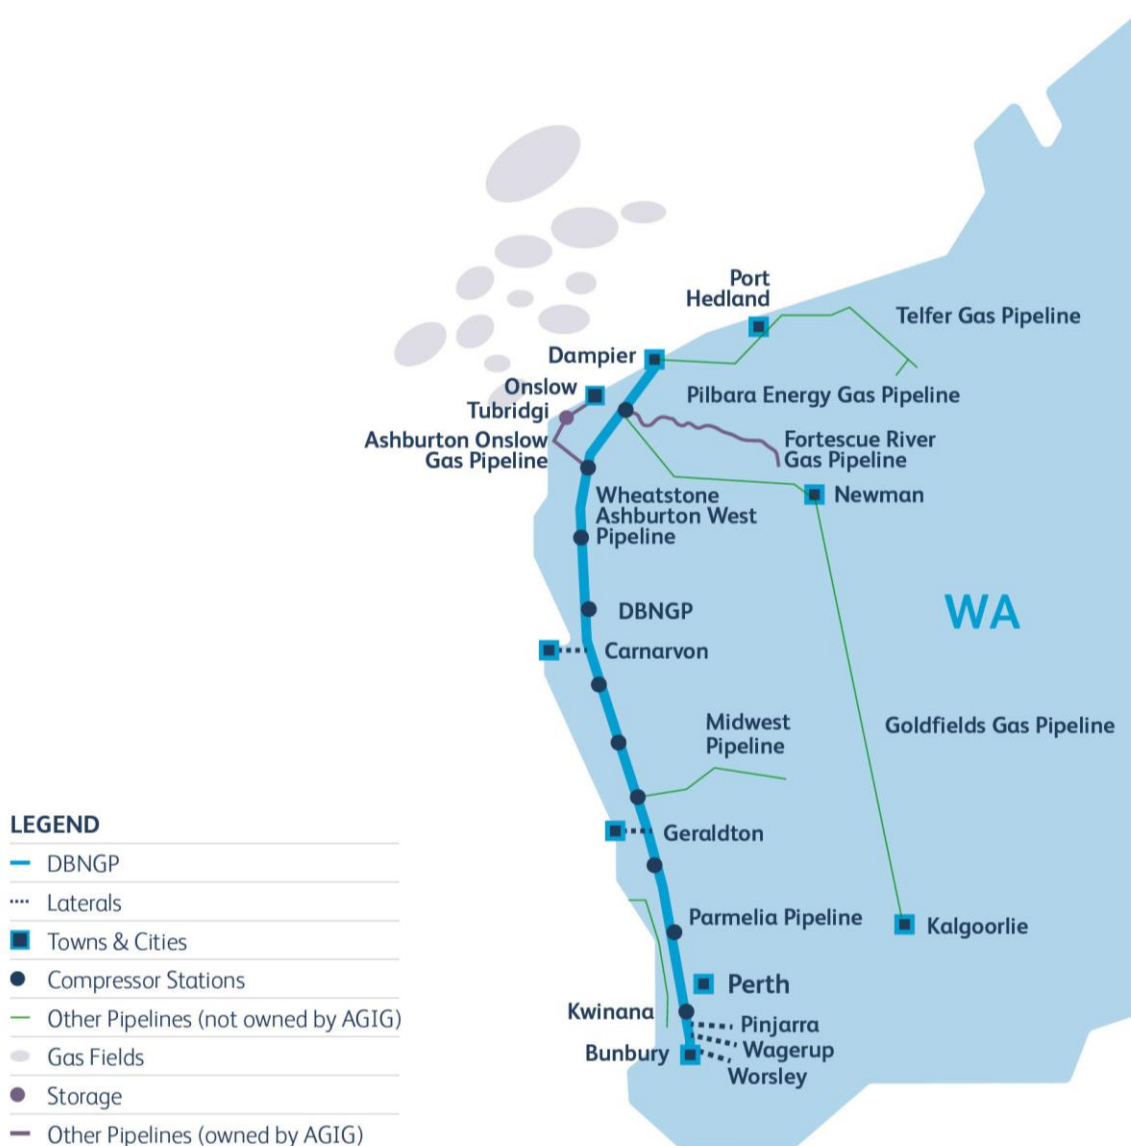 Port
Hedland
Telfer Gas Pipeline
Dampier
Onslow
Pilbara Energy Gas Pipeline
Tubridgi
Ashburton Onslow
Gas Pipeline
Fortescue River
Gas Pipeline
Wheatstone
Ashburton West
Pipeline
Newman
DBNGP
WA
Carnarvon
Midwest
Pipeline
Goldfields Gas Pipeline
Geraldton
Parmelia Pipeline
Kalgoorlie
Perth
Kwinana
Pinjarra
Bunbury
Wagerup
Worsley
LEGEND
DBNGP
Laterals
Towns & Cities
Compressor Stations
Other Pipelines (not owned by AGIG)
Gas Fields
Storage
Other Pipelines (owned by AGIG)